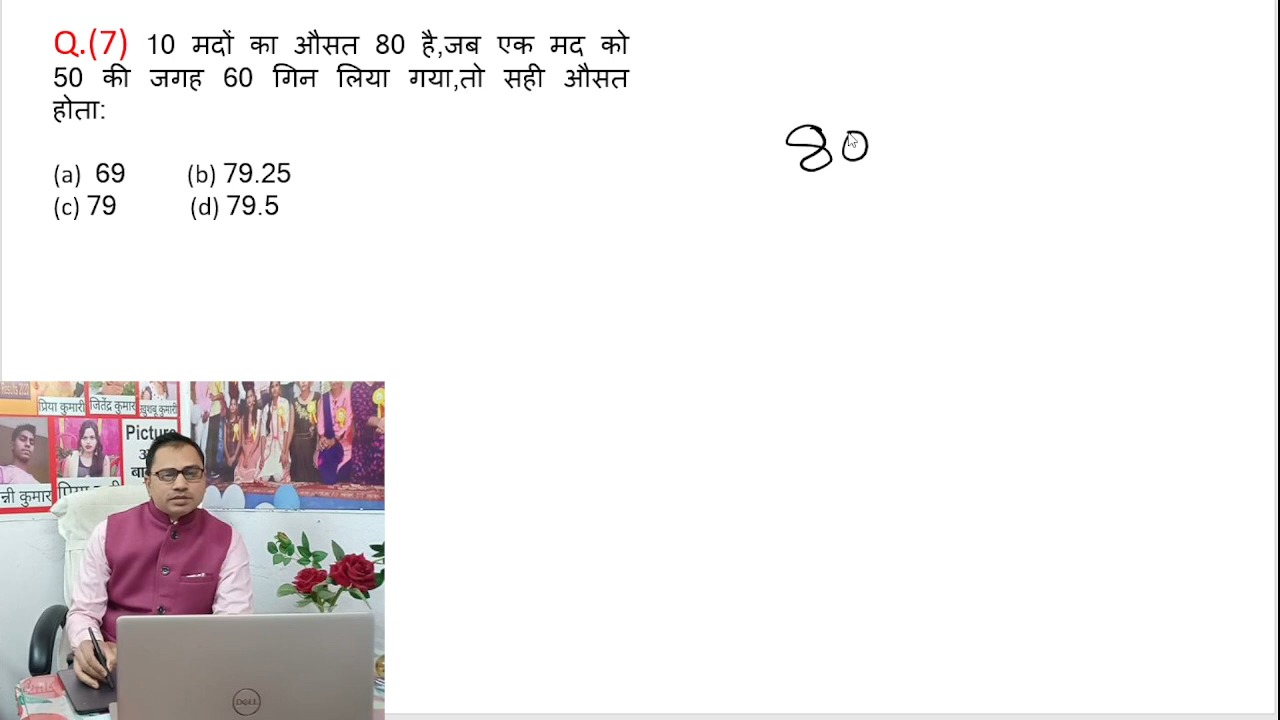 Q.(7) 10 मदों का औसत 80 है,जब एक मद को
50 की जगह 60 गिन लिया गया,तो सही औसत
होता:
(a) 69 (b) 79.25
(c) 79 (d) 79.5
80
प्रिया कुमारी जितेंद्र कुमार खुशबू कुमारी
Picture
न्नी कुमार
DELL